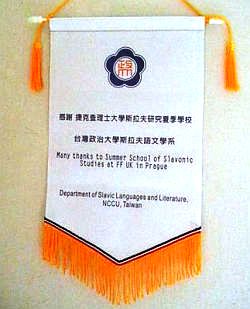 感謝 捷克查理士大學斯拉夫研究夏季學校
台灣政治大學斯拉夫語文學系
Many thanks to Summer School of Slavonic
Studies at FF UK in Prague
Department of Slavic Languages and Literature,
NCCU, Taiwan